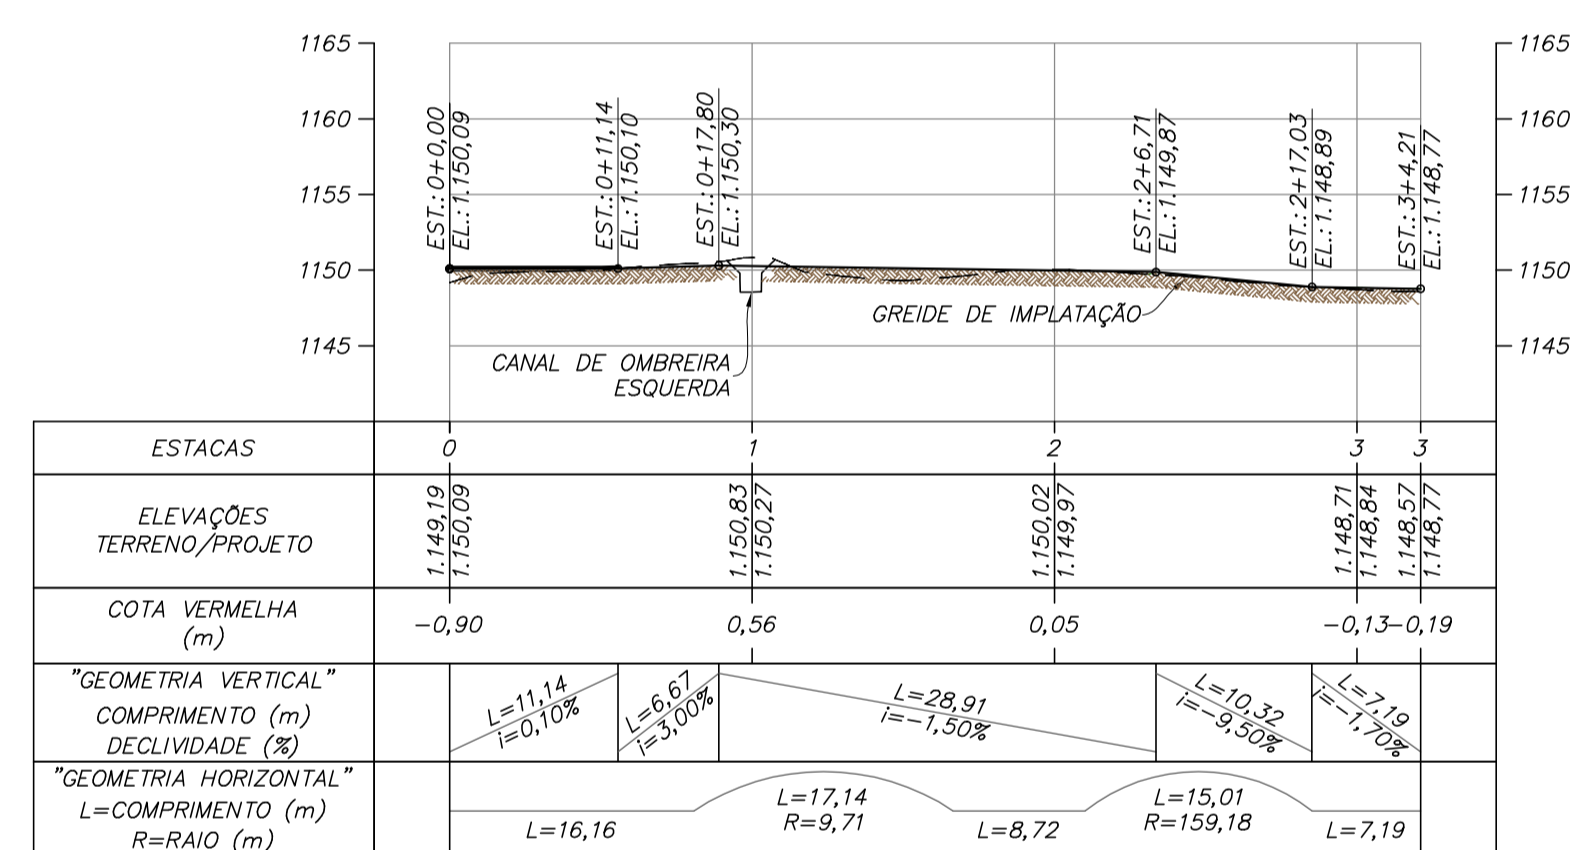 1165
1165
1160
1160
1155
1155
1150
1150
1145
1145
EST.:0+0,00
EL.:1.150,09
EST.:0+11,14
EL.:1.150,10
EST.:0+17,80
EL.:1.150,30
EST.:2+6,71
EL.:1.149,87
EST.:2+17,03
EL.:1.148,89
EST.:3+4,21
EL.:1.148,77
GREIDE DE IMPLATAÇÃO
CANAL DE OMBREIRA
ESQUERDA
ESTACAS
0
1
2
3
3
ELEVAÇÕES
TERRENO/PROJETO
1.149,19
1.150,09
1.150,83
1.150,27
1.150,02
1.149,97
1.148,71
1.148,84
1.148,57
1.148,77
COTA VERMELHA
(m)
-0,90
0,56
0,05
-0,13
-0,19
"GEOMETRIA VERTICAL"
COMPRIMENTO (m)
DECLIVIDADE (%)
L=11,14
i=0,10%
L=6,67
i=3,00%
L=28,91
i=-1,50%
L=10,32
i=-9,50%
L=7,19
i=-1,70%
"GEOMETRIA HORIZONTAL"
L=COMPRIMENTO (m)
R=RAIO (m)
L=16,16
L=17,14
R=9,71
L=8,72
L=15,01
R=159,18
L=7,19